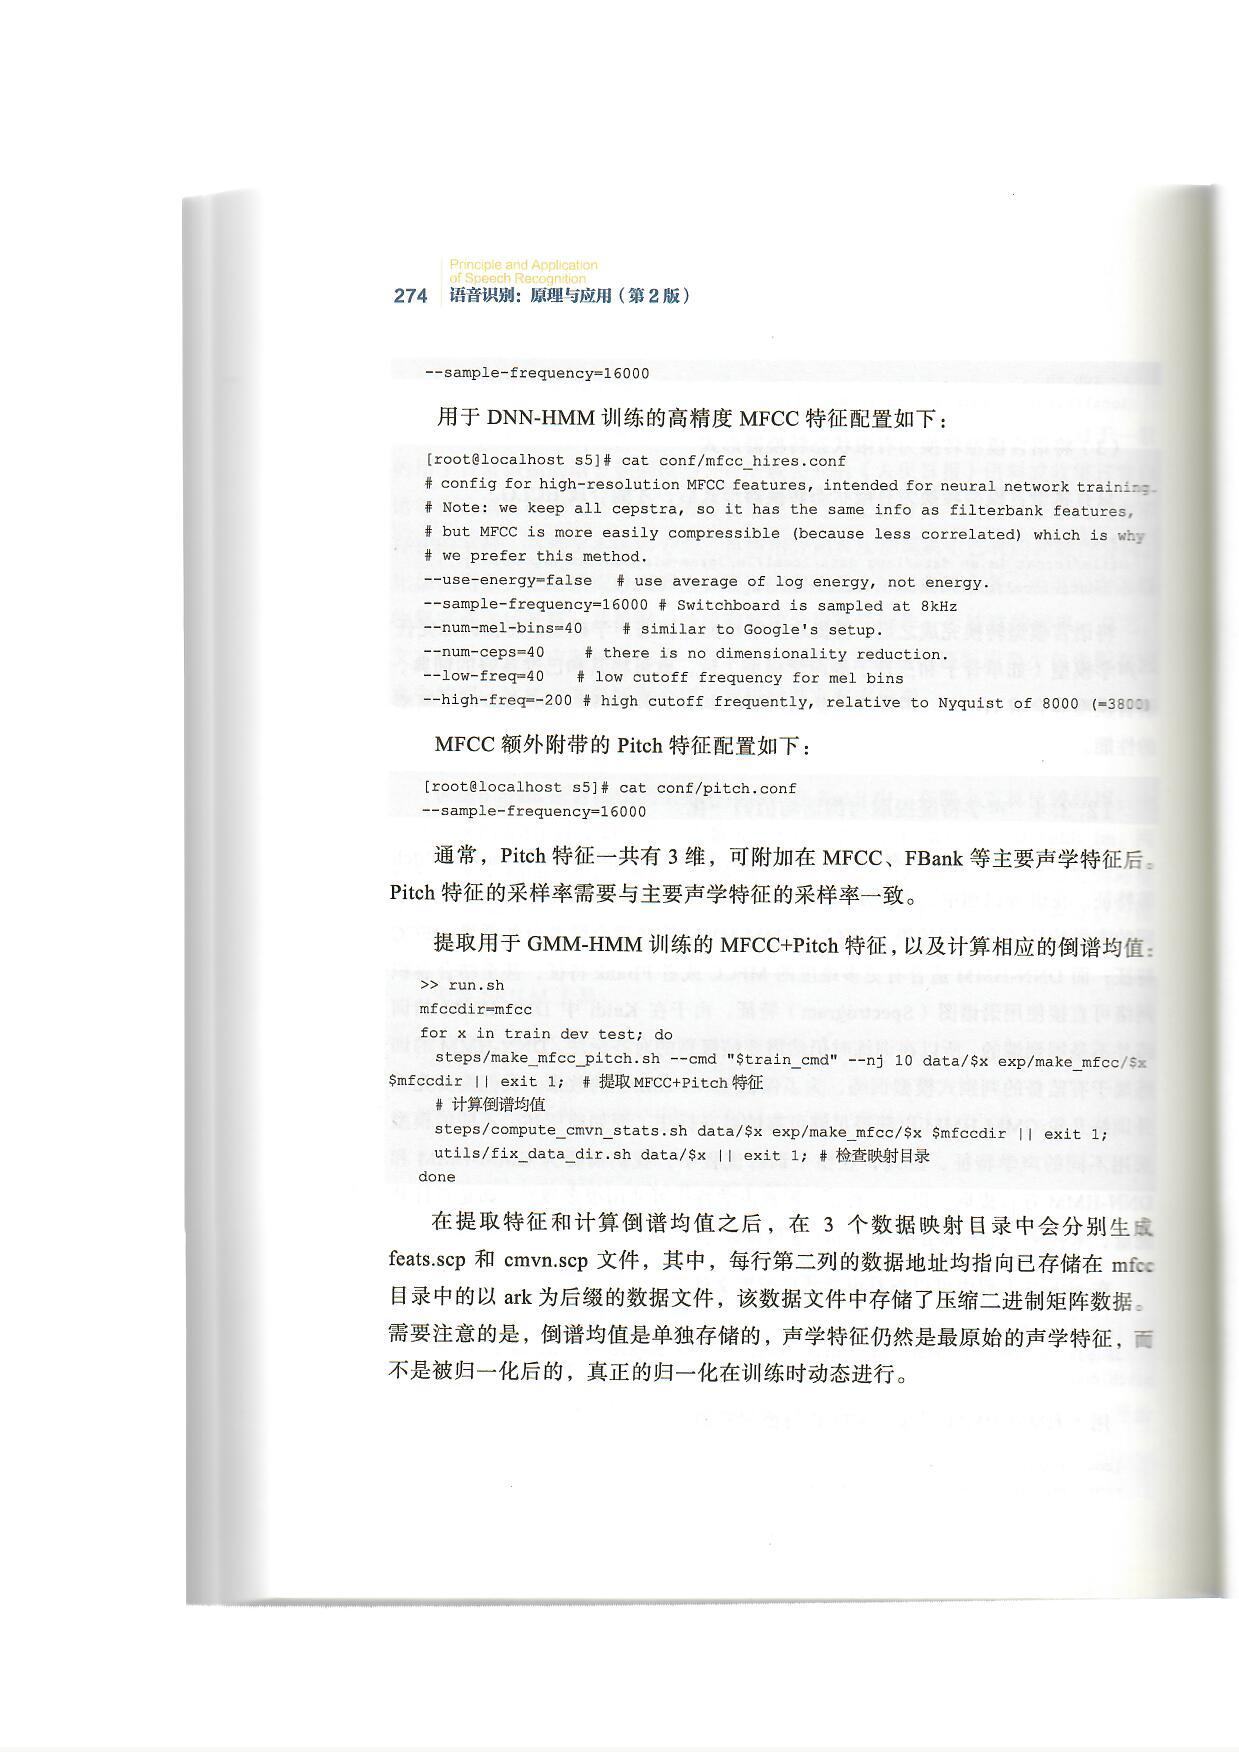 Principle and Application
of Speech Recognition
274 语音识别：原理与应用（第2版）
--sample-frequency=16000
用于 DNN-HMM 训练的高精度 MFCC 特征配置如下：
[root@localhost s5]# cat conf/mfcc_hires.conf
# config for high-resolution MFCC features, intended for neural network training.
# Note: we keep all cepstra, so it has the same info as filterbank features,
# but MFCC is more easily compressible (because less correlated) which is why
# we prefer this method.
--use-energy=false   # use average of log energy, not energy.
--sample-frequency=16000 # Switchboard is sampled at 8kHz
--num-mel-bins=40     # similar to Google's setup.
--num-ceps=40     # there is no dimensionality reduction.
--low-freq=40    # low cutoff frequency for mel bins
--high-freq=-200 # high cutoff frequently, relative to Nyquist of 8000 (=3800)
MFCC 额外附带的 Pitch 特征配置如下：
[root@localhost s5]# cat conf/pitch.conf
--sample-frequency=16000
通常，Pitch 特征一共有 3 维，可附加在 MFCC、FBank 等主要声学特征后。
Pitch 特征的采样率需要与主要声学特征的采样率一致。
提取用于 GMM-HMM 训练的 MFCC+Pitch 特征，以及计算相应的倒谱均值：
>> run.sh
mfccdir=mfcc
for x in train dev test; do
steps/make_mfcc_pitch.sh --cmd "$train_cmd" --nj 10 data/$x exp/make_mfcc/$x
$mfccdir || exit 1;  # 提取MFCC+Pitch 特征
# 计算倒谱均值
steps/compute_cmvn_stats.sh data/$x exp/make_mfcc/$x $mfccdir || exit 1;
utils/fix_data_dir.sh data/$x || exit 1; # 检查映射目录
done
在提取特征和计算倒谱均值之后，在 3 个数据映射目录中会分别生成
feats.scp 和 cmvn.scp 文件，其中，每行第二列的数据地址均指向已存储在 mfcc
目录中的以 ark 为后缀的数据文件，该数据文件中存储了压缩二进制矩阵数据。
需要注意的是，倒谱均值是单独存储的，声学特征仍然是最原始的声学特征，而
不是被归一化后的，真正的归一化在训练时动态进行。